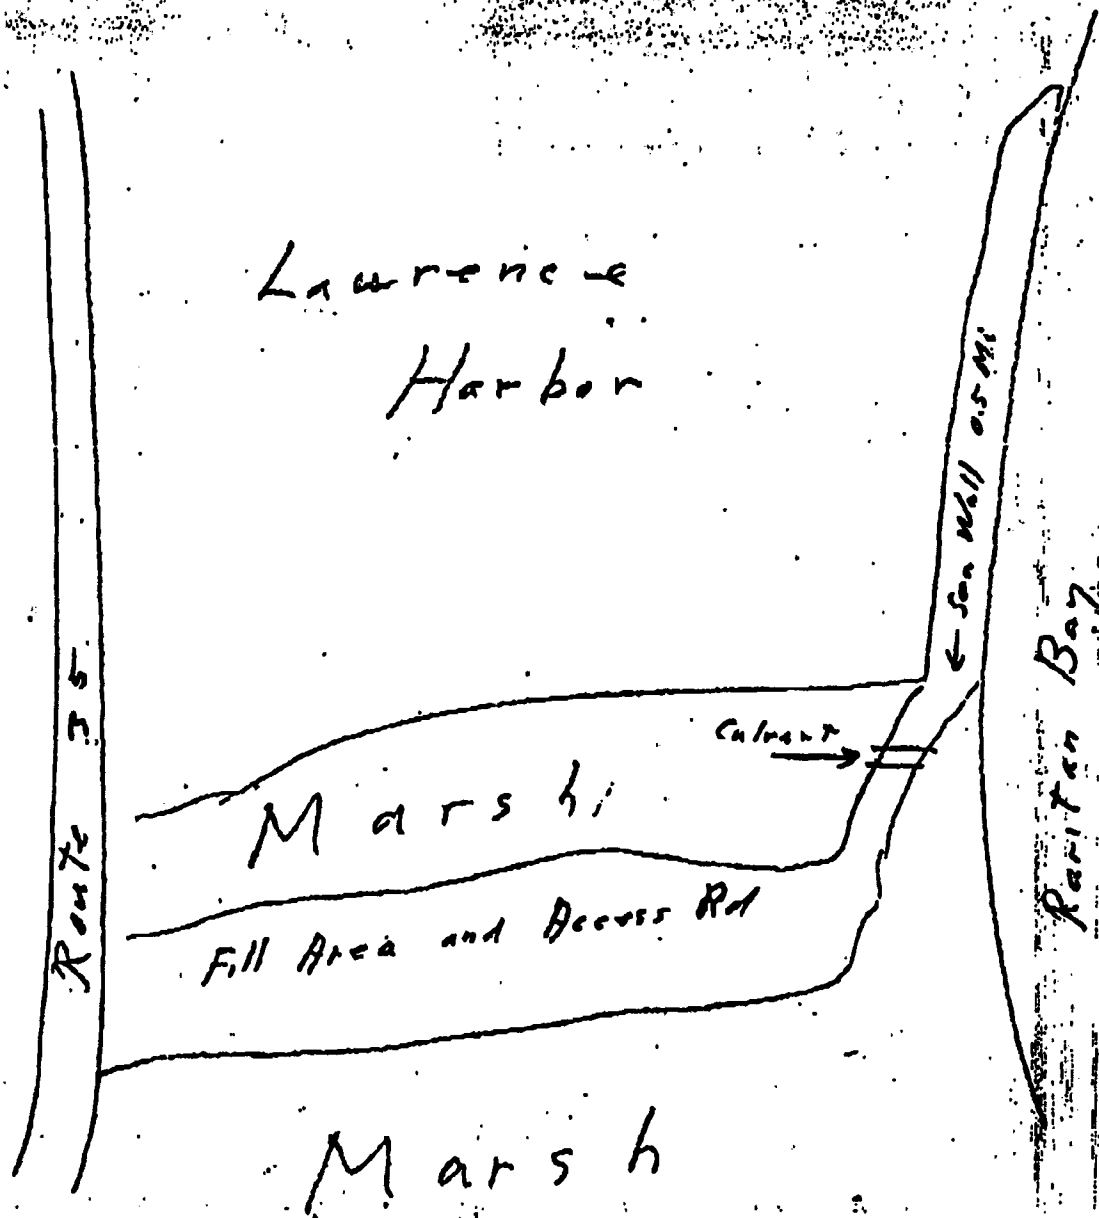 Lawrence
Harbor
← Sea Wall 0.5 Mi
Route 35
Raritan Bay
Culvert
Marsh
Fill Area and Access Rd
Marsh